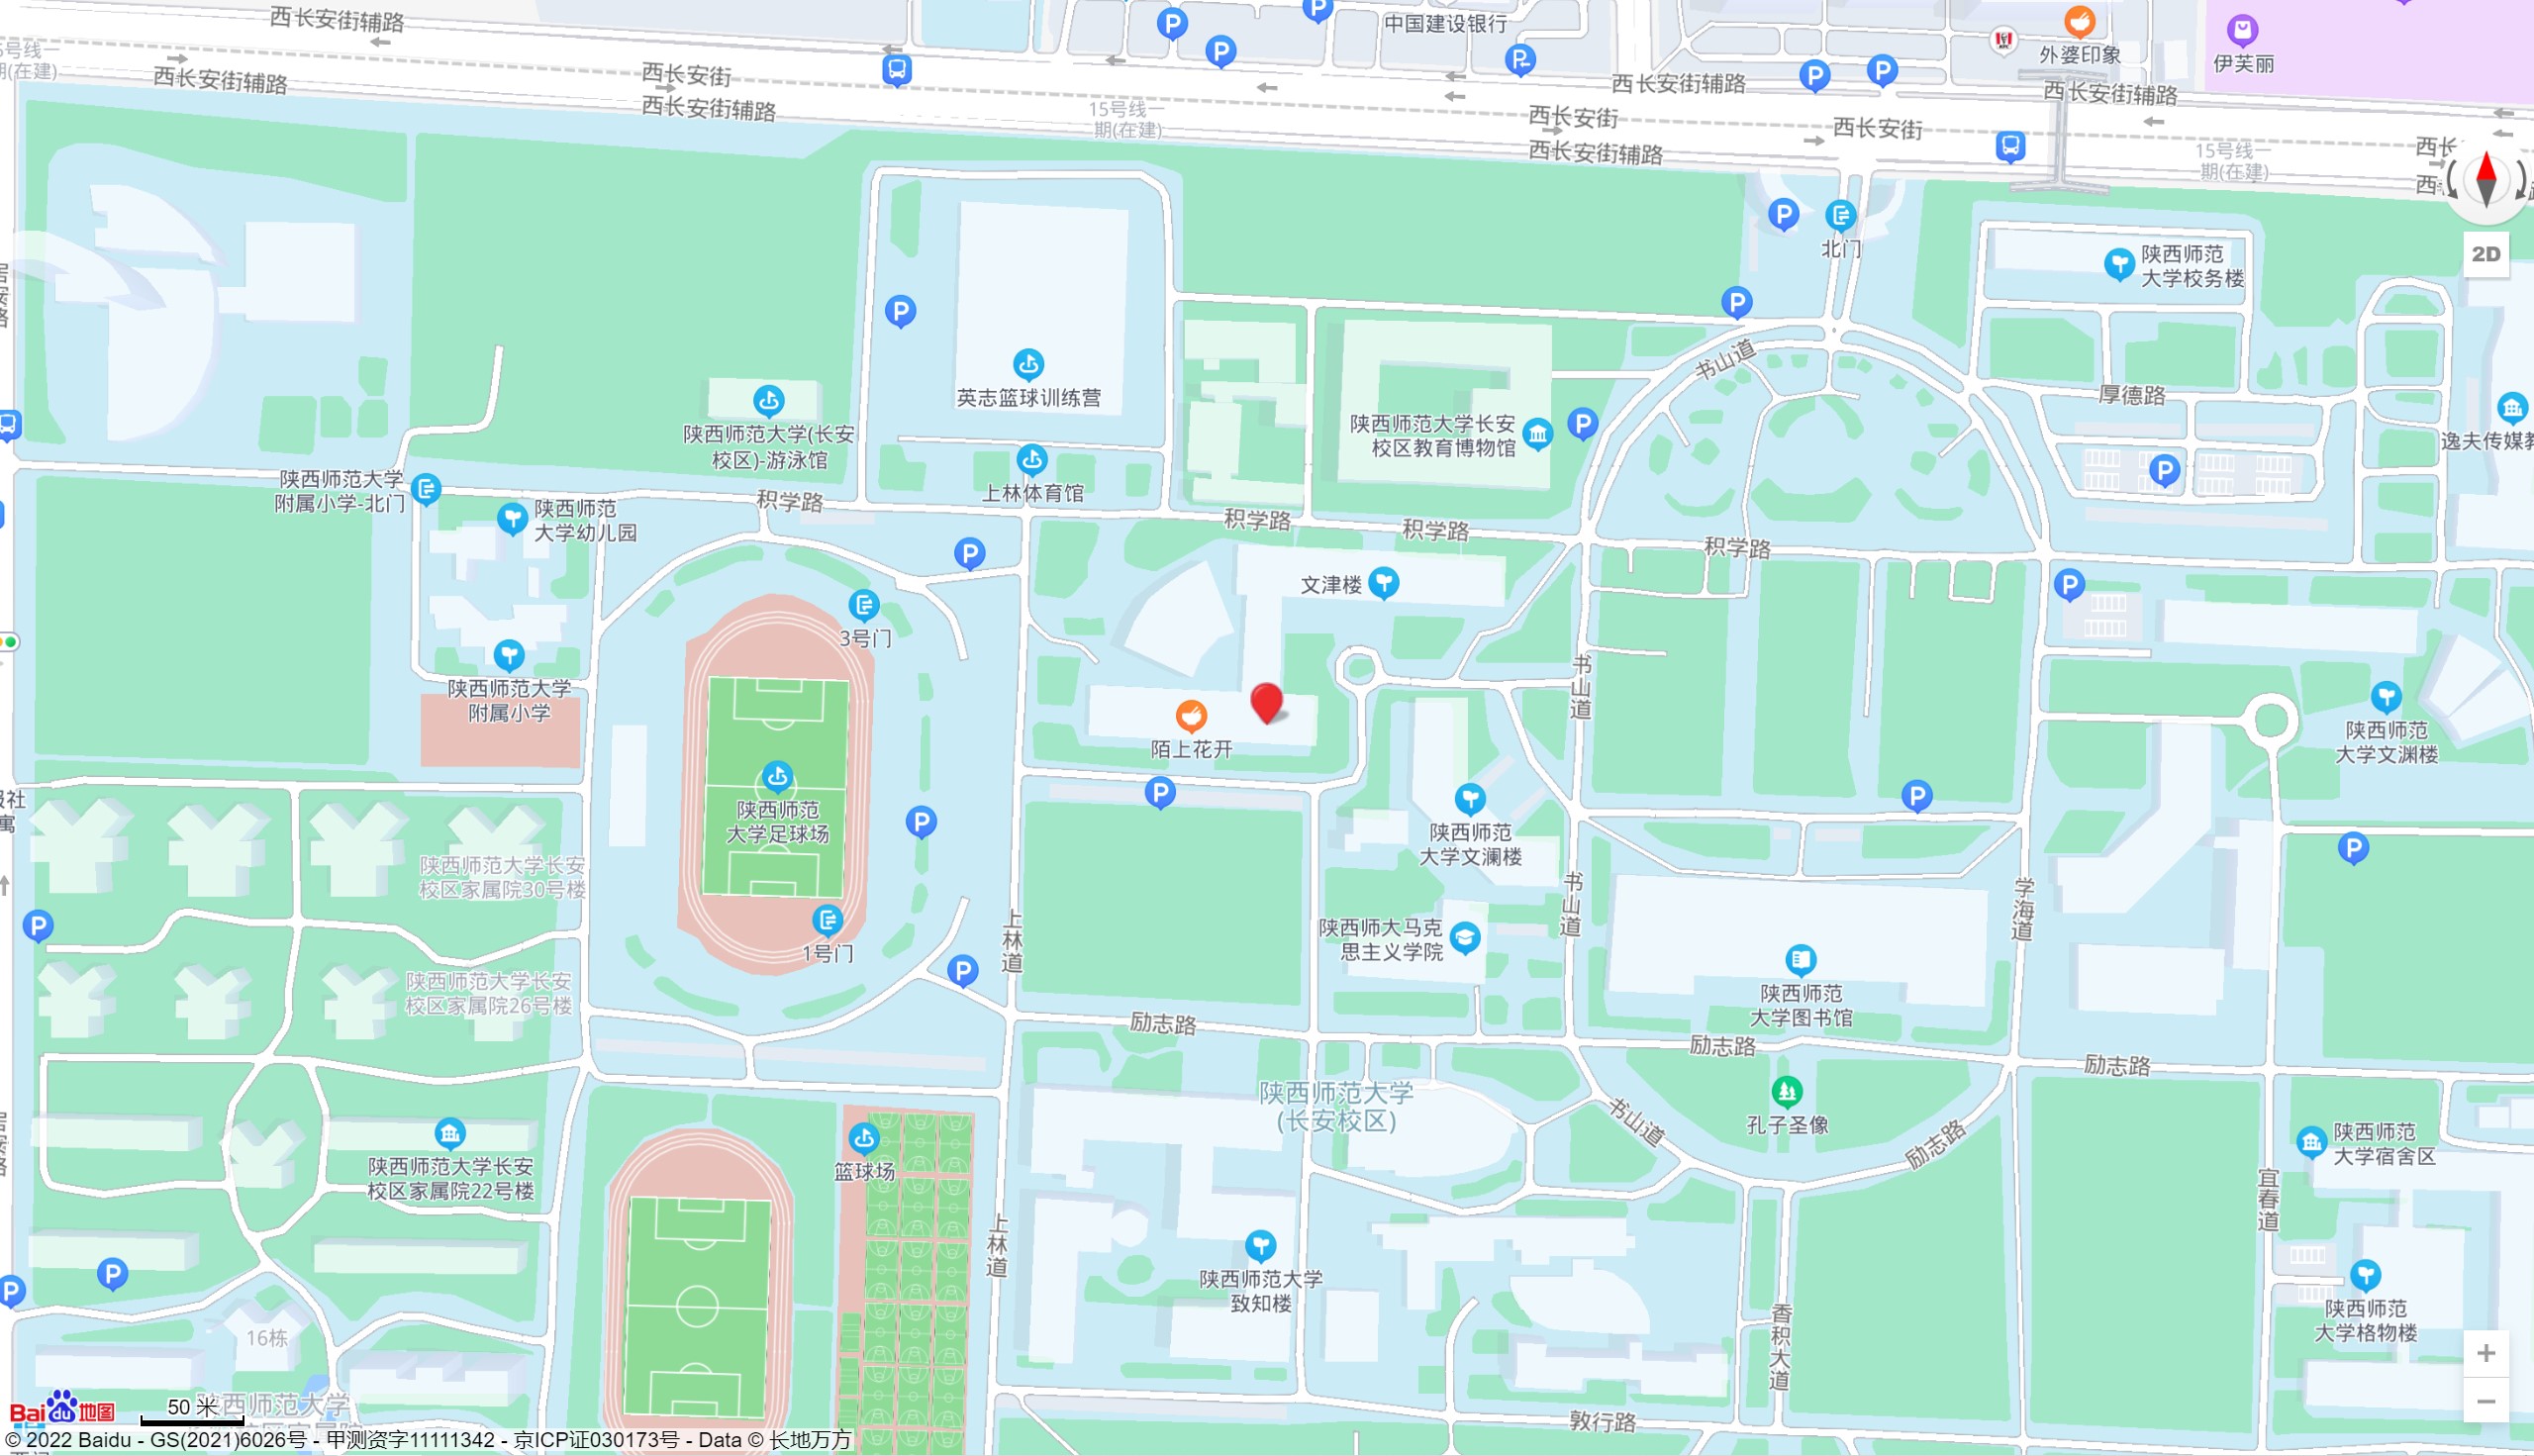 西长安街辅路
中国建设银行
外婆印象
伊芙丽
5号线一
期(在建)
西长安街辅路
西长安街
西长安街辅路
15号线一
期(在建)
西长安街辅路
西长安街
西长安街辅路
西长安街
西长安街辅路
15号线一
期(在建)
2D
北门
陕西师范
大学校务楼
书山道
厚德路
英志篮球训练营
陕西师范大学(长安
校区)-游泳馆
陕西师范大学长安
校区教育博物馆
逸夫传媒教
上林体育馆
陕西师范大学
附属小学-北门
陕西师范
大学幼儿园
积学路
积学路
积学路
积学路
文津楼
3号门
陕西师范大学
附属小学
书山道
陌上花开
陕西师范
大学文渊楼
陕西师范
大学足球场
陕西师范
大学文澜楼
陕西师范大学长安
校区家属院30号楼
书山道
学海道
上林道
1号门
陕西师大马克
思主义学院
陕西师范大学长安
校区家属院26号楼
陕西师范
大学图书馆
励志路
励志路
励志路
陕西师范大学
(长安校区)
孔子圣像
书山道
励志路
篮球场
陕西师范大学长安
校区家属院22号楼
陕西师范
大学宿舍区
宜春道
上林道
陕西师范大学
致知楼
陕西师范
大学格物楼
香积大道
16栋
陕西师范大学
敦行路
Bai du 地图
50 米
© 2022 Baidu - GS(2021)6026号 - 甲测资字11111342 - 京ICP证030173号 - Data © 长地万方